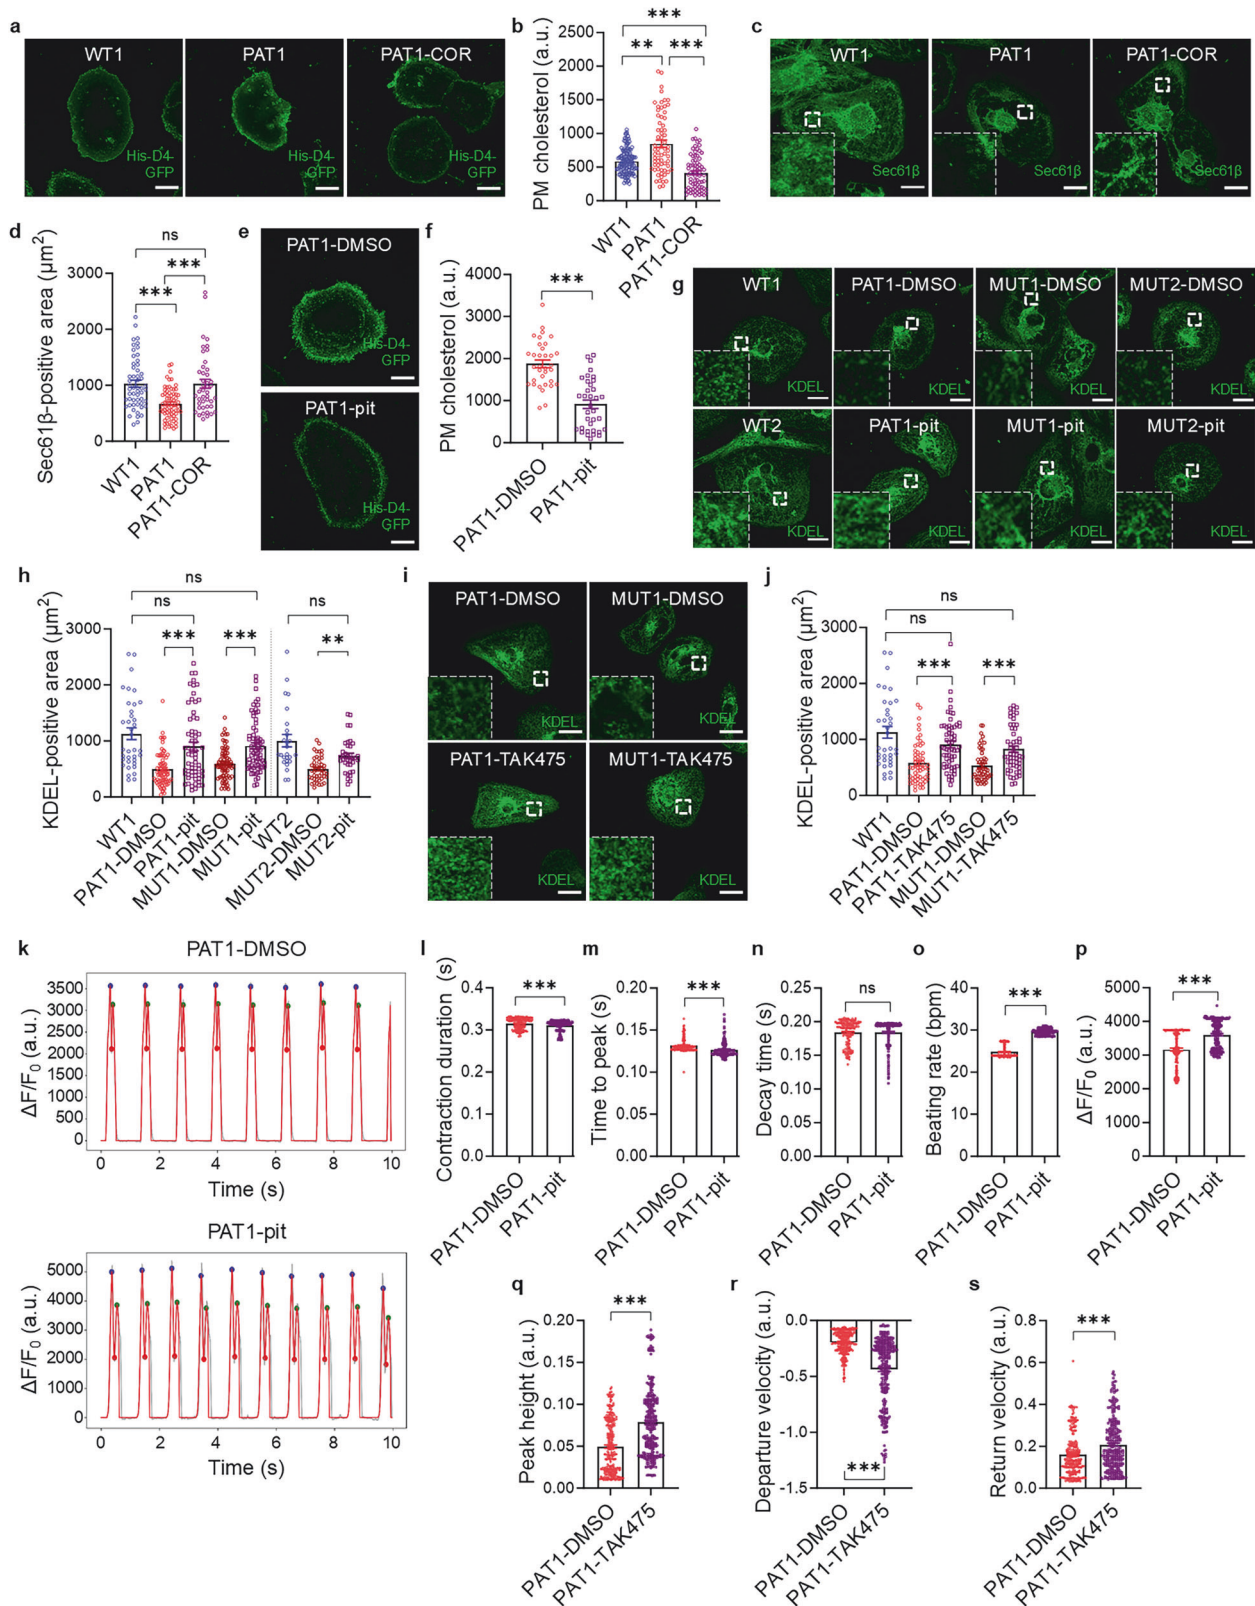 a
WT1
PAT1
PAT1-COR
His-D4-
GFP
His-D4-
GFP
His-D4-
GFP
b
PM cholesterol (a.u.)
2500
2000
1500
1000
500
0
***
**
***
WT1
PAT1
PAT1-COR
c
WT1
PAT1
PAT1-COR
Sec61β
Sec61β
Sec61β
d
Sec61β-positive area (µm²)
3000
2000
1000
0
ns
***
***
WT1
PAT1
PAT1-COR
e
PAT1-DMSO
His-D4-
GFP
PAT1-pit
His-D4-
GFP
f
PM cholesterol (a.u.)
4000
3000
2000
1000
0
***
PAT1-DMSO
PAT1-pit
g
WT1
PAT1-DMSO
MUT1-DMSO
MUT2-DMSO
KDEL
KDEL
KDEL
KDEL
WT2
PAT1-pit
MUT1-pit
MUT2-pit
KDEL
KDEL
KDEL
KDEL
h
KDEL-positive area (µm²)
3000
2000
1000
0
ns
ns
ns
***
***
**
WT1
PAT1-DMSO
PAT1-pit
MUT1-DMSO
MUT1-pit
WT2
MUT2-DMSO
MUT2-pit
i
PAT1-DMSO
MUT1-DMSO
KDEL
KDEL
PAT1-TAK475
MUT1-TAK475
KDEL
KDEL
j
KDEL-positive area (µm²)
3000
2000
1000
0
ns
ns
***
***
WT1
PAT1-DMSO
PAT1-TAK475
MUT1-DMSO
MUT1-TAK475
k
PAT1-DMSO
ΔF/F₀ (a.u.)
3500
3000
2500
2000
1500
1000
500
0
0 2 4 6 8 10
Time (s)
PAT1-pit
ΔF/F₀ (a.u.)
5000
4000
3000
2000
1000
0
0 2 4 6 8 10
Time (s)
l
Contraction duration (s)
0.4
0.3
0.2
0.1
0.0
***
PAT1-DMSO
PAT1-pit
m
Time to peak (s)
0.20
0.15
0.10
0.05
0.00
***
PAT1-DMSO
PAT1-pit
n
Decay time (s)
0.25
0.20
0.15
0.10
0.05
0.00
ns
PAT1-DMSO
PAT1-pit
o
Beating rate (bpm)
40
30
20
10
0
***
PAT1-DMSO
PAT1-pit
p
ΔF/F₀ (a.u.)
5000
4000
3000
2000
1000
0
***
PAT1-DMSO
PAT1-pit
q
Peak height (a.u.)
0.20
0.15
0.10
0.05
0.00
***
PAT1-DMSO
PAT1-TAK475
r
Departure velocity (a.u.)
0.0
-0.5
-1.0
-1.5
***
PAT1-DMSO
PAT1-TAK475
s
Return velocity (a.u.)
0.8
0.6
0.4
0.2
0.0
***
PAT1-DMSO
PAT1-TAK475